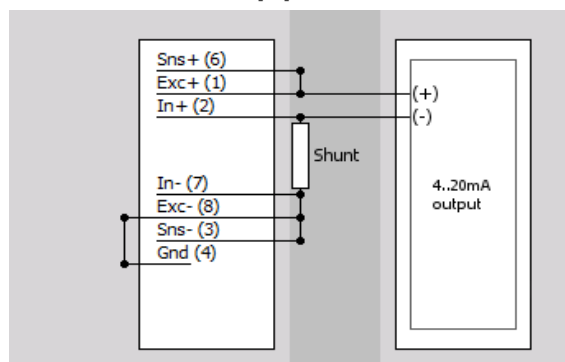 Sns+ (6)
Exc+ (1)
In+ (2)
(+)
(-)
Shunt
In- (7)
Exc- (8)
Sns- (3)
Gnd (4)
4..20mA
output